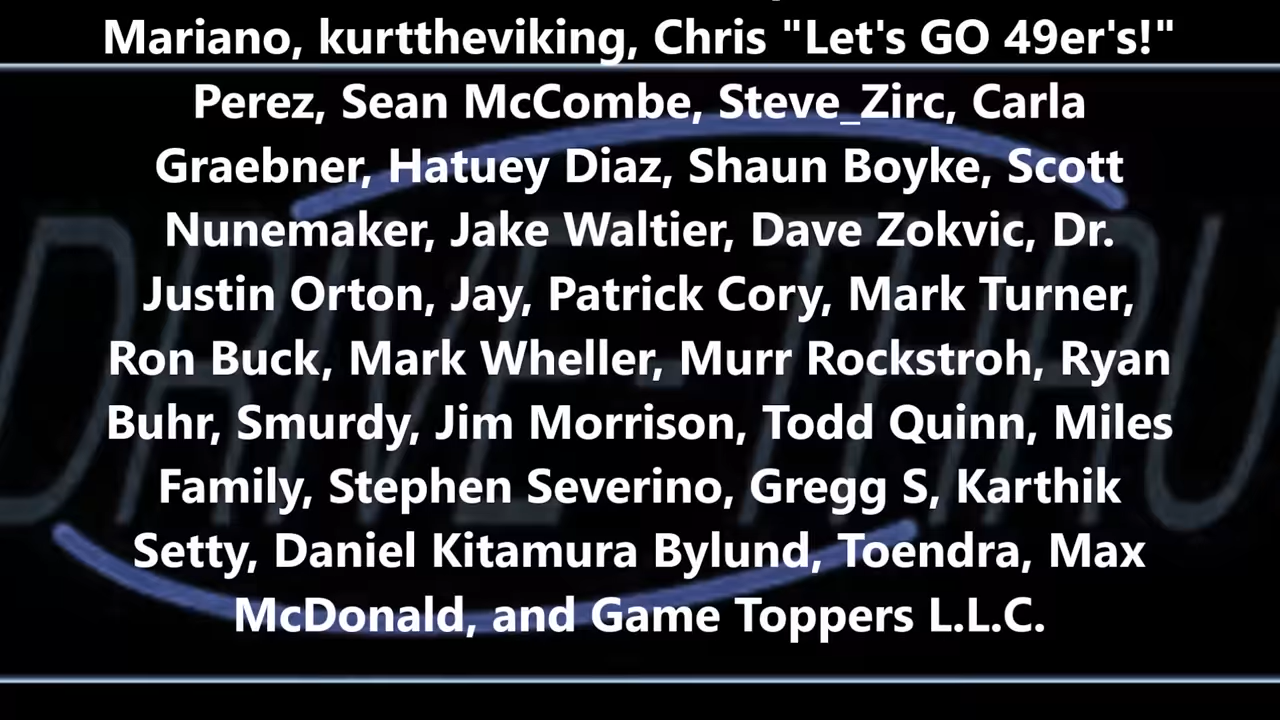 Mariano, kurttheviking, Chris "Let's GO 49er's!"
Perez, Sean McCombe, Steve_Zirc, Carla
Graebner, Hatuey Diaz, Shaun Boyke, Scott
Nunemaker, Jake Waltier, Dave Zokvic, Dr.
Justin Orton, Jay, Patrick Cory, Mark Turner,
Ron Buck, Mark Wheller, Murr Rockstroh, Ryan
Buhr, Smurdy, Jim Morrison, Todd Quinn, Miles
Family, Stephen Severino, Gregg S, Karthik
Setty, Daniel Kitamura Bylund, Toendra, Max
McDonald, and Game Toppers L.L.C.
DRIVE-THRU